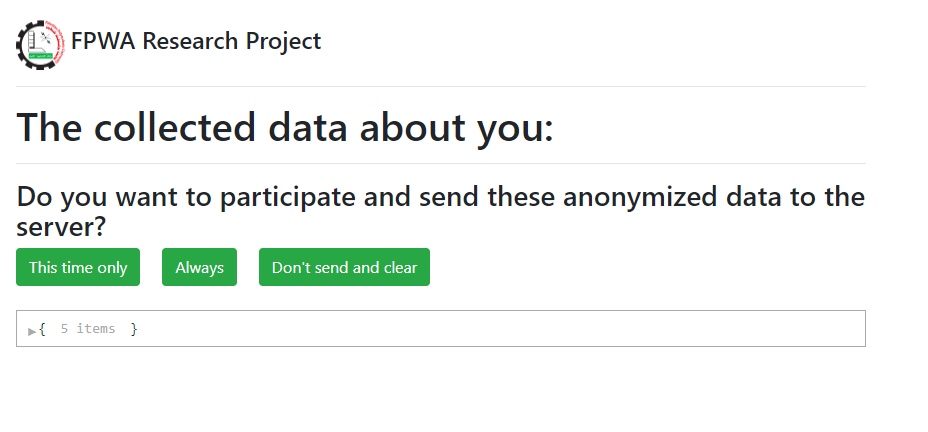 FPWA Research Project
The collected data about you:
Do you want to participate and send these anonymized data to the
server?
This time only
Always
Don't send and clear
▶{ 5 items }